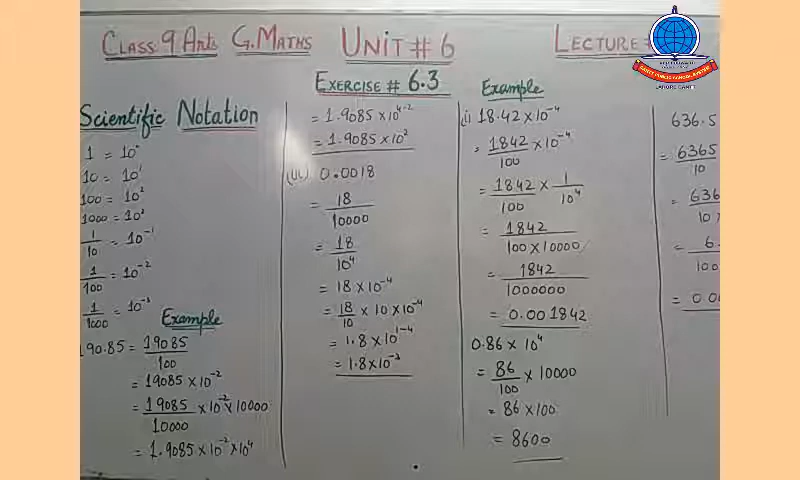 CLASS: 9 Arts G.MATHS UNIT # 6 LECTURE #
EXERCISE # 6.3
Scientific Notation
1 = 10⁰
10 = 10¹
100 = 10²
1000 = 10³
1/10 = 10⁻¹
1/100 = 10⁻²
1/1000 = 10⁻³
Example
190.85 = 19085/100
= 19085 × 10⁻²
= 19085/10000 × 10⁻² × 10000
= 1.9085 × 10⁻² × 10⁴
= 1.9085 × 10⁴⁻²
= 1.9085 × 10²
0.0018
= 18/10000
= 18/10⁴
= 18 × 10⁻⁴
= 18/10 × 10 × 10⁻⁴
= 1.8 × 10¹⁻⁴
= 1.8 × 10⁻³
Example
(i) 18.42 × 10⁻⁴
= 1842/100 × 10⁻⁴
= 1842/100 × 1/10⁴
= 1842/100 × 10000
= 1842/1000000
= 0.001842
0.86 × 10⁴
= 86/100 × 10000
= 86 × 100
= 8600
636.5
= 6365/10
LAHORE CANTT